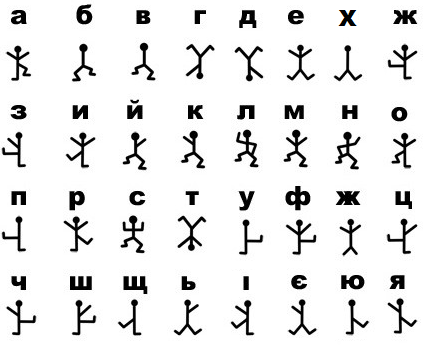 а б в г д е х ж
з и й к л м н о
п р с т у ф ж ц
ч ш щ ь і є ю я